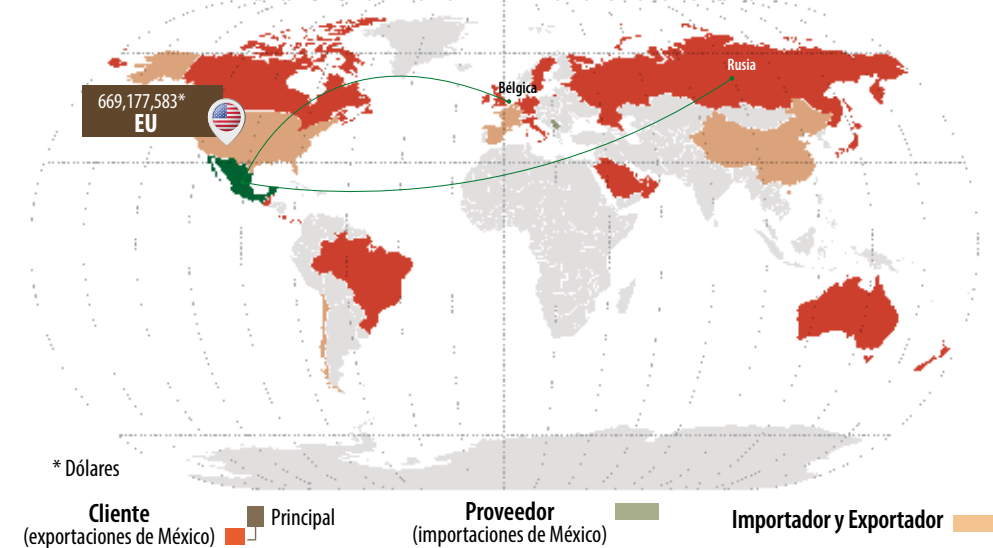 Rusia
Bélgica
669,177,583*
EU
* Dólares
Cliente
(exportaciones de México)
Principal
Proveedor
(importaciones de México)
Importador y Exportador